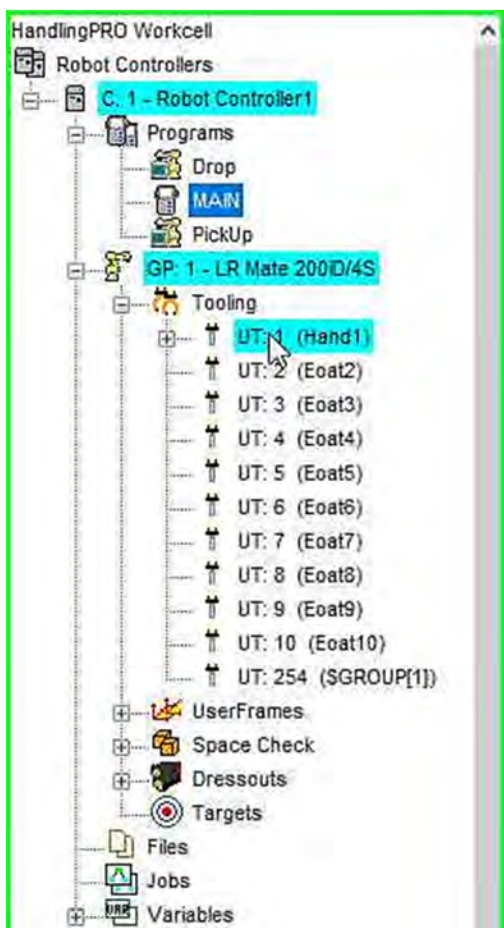 HandlingPRO Workcell
Robot Controllers
C: 1 - Robot Controller1
Programs
Drop
MAIN
PickUp
GP: 1 - LR Mate 200iD/4S
Tooling
UT: 1 (Hand1)
UT: 2 (Eoat2)
UT: 3 (Eoat3)
UT: 4 (Eoat4)
UT: 5 (Eoat5)
UT: 6 (Eoat6)
UT: 7 (Eoat7)
UT: 8 (Eoat8)
UT: 9 (Eoat9)
UT: 10 (Eoat10)
UT: 254 ($GROUP[1])
UserFrames
Space Check
Dressouts
Targets
Files
Jobs
Variables